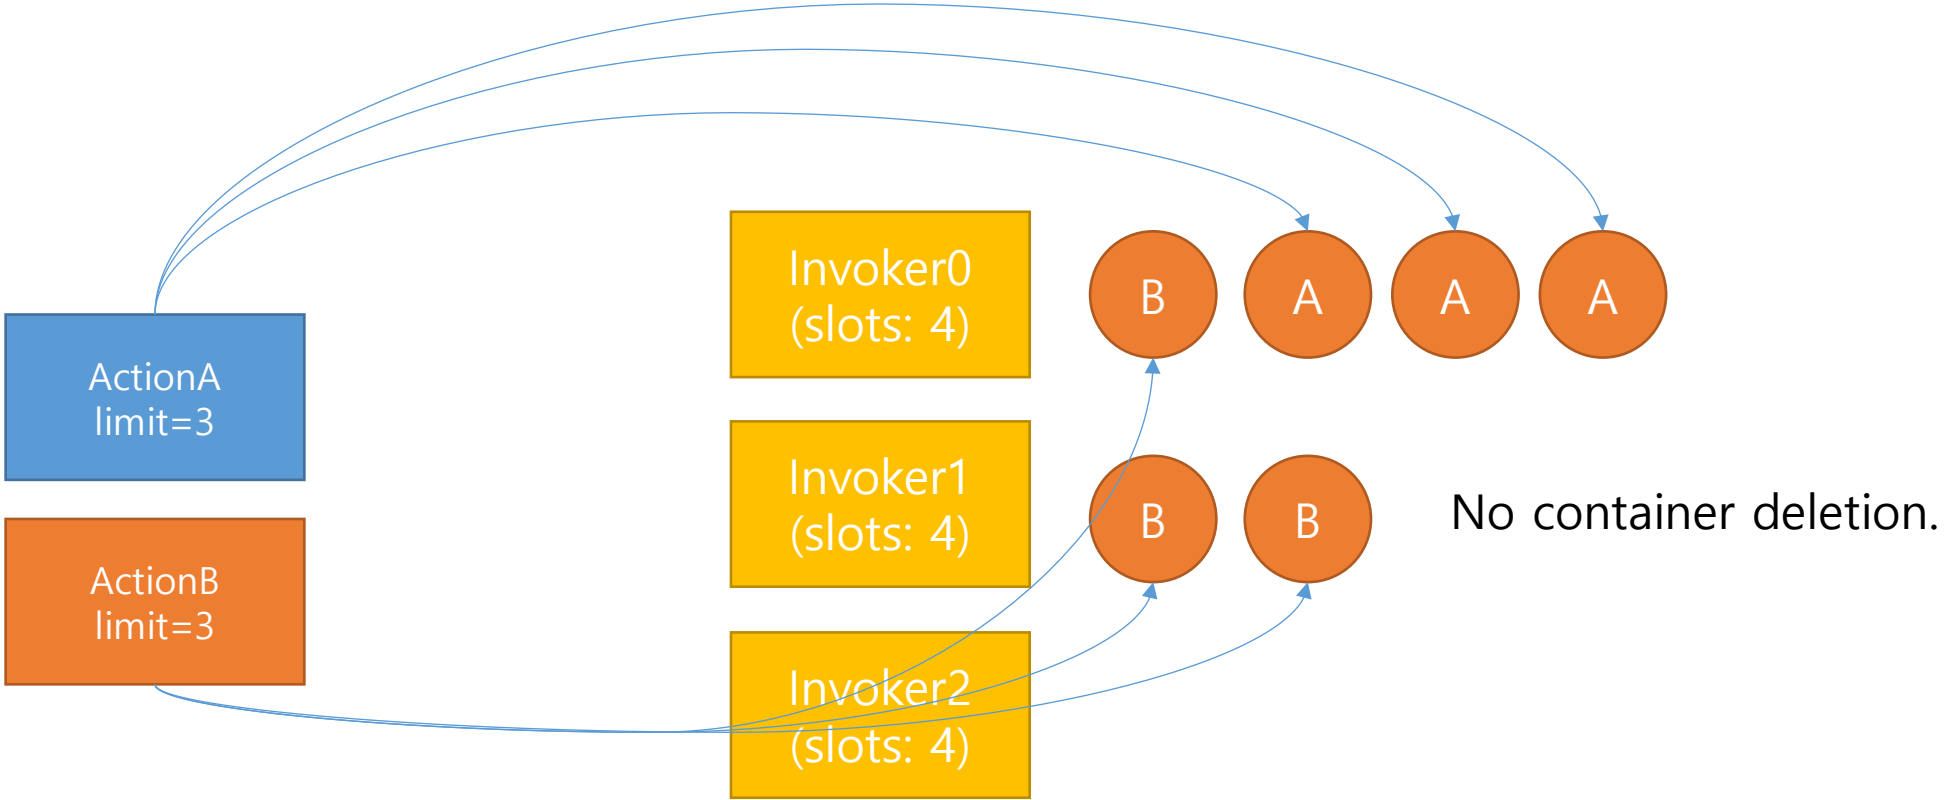 Invoker0
(slots: 4)
B
A
A
A
ActionA
limit=3
Invoker1
(slots: 4)
B
B
No container deletion.
ActionB
limit=3
Invoker2
(slots: 4)